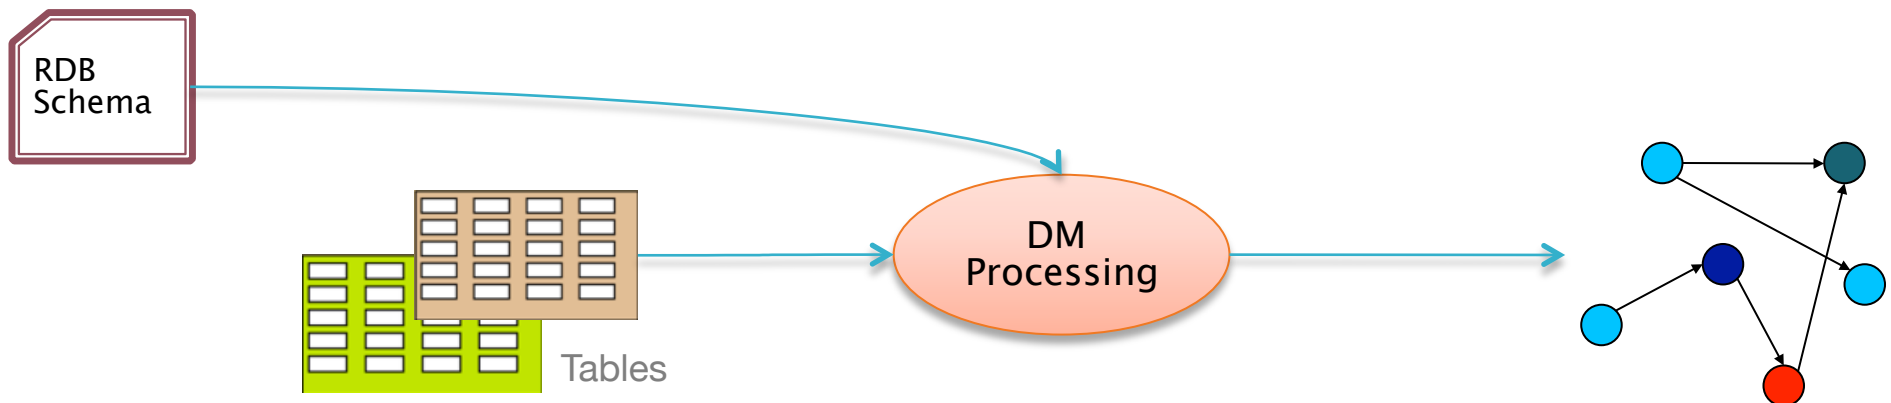 RDB
Schema
DM
Processing
Tables